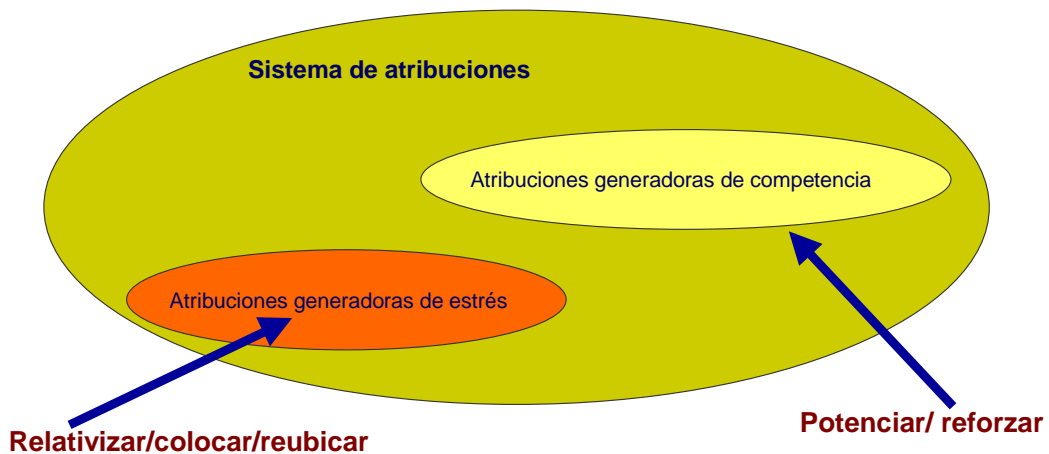 Sistema de atribuciones
Atribuciones generadoras de competencia
Atribuciones generadoras de estrés
Potenciar/ reforzar
Relativizar/colocar/reubicar